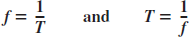 f = 1/T and T = 1/f